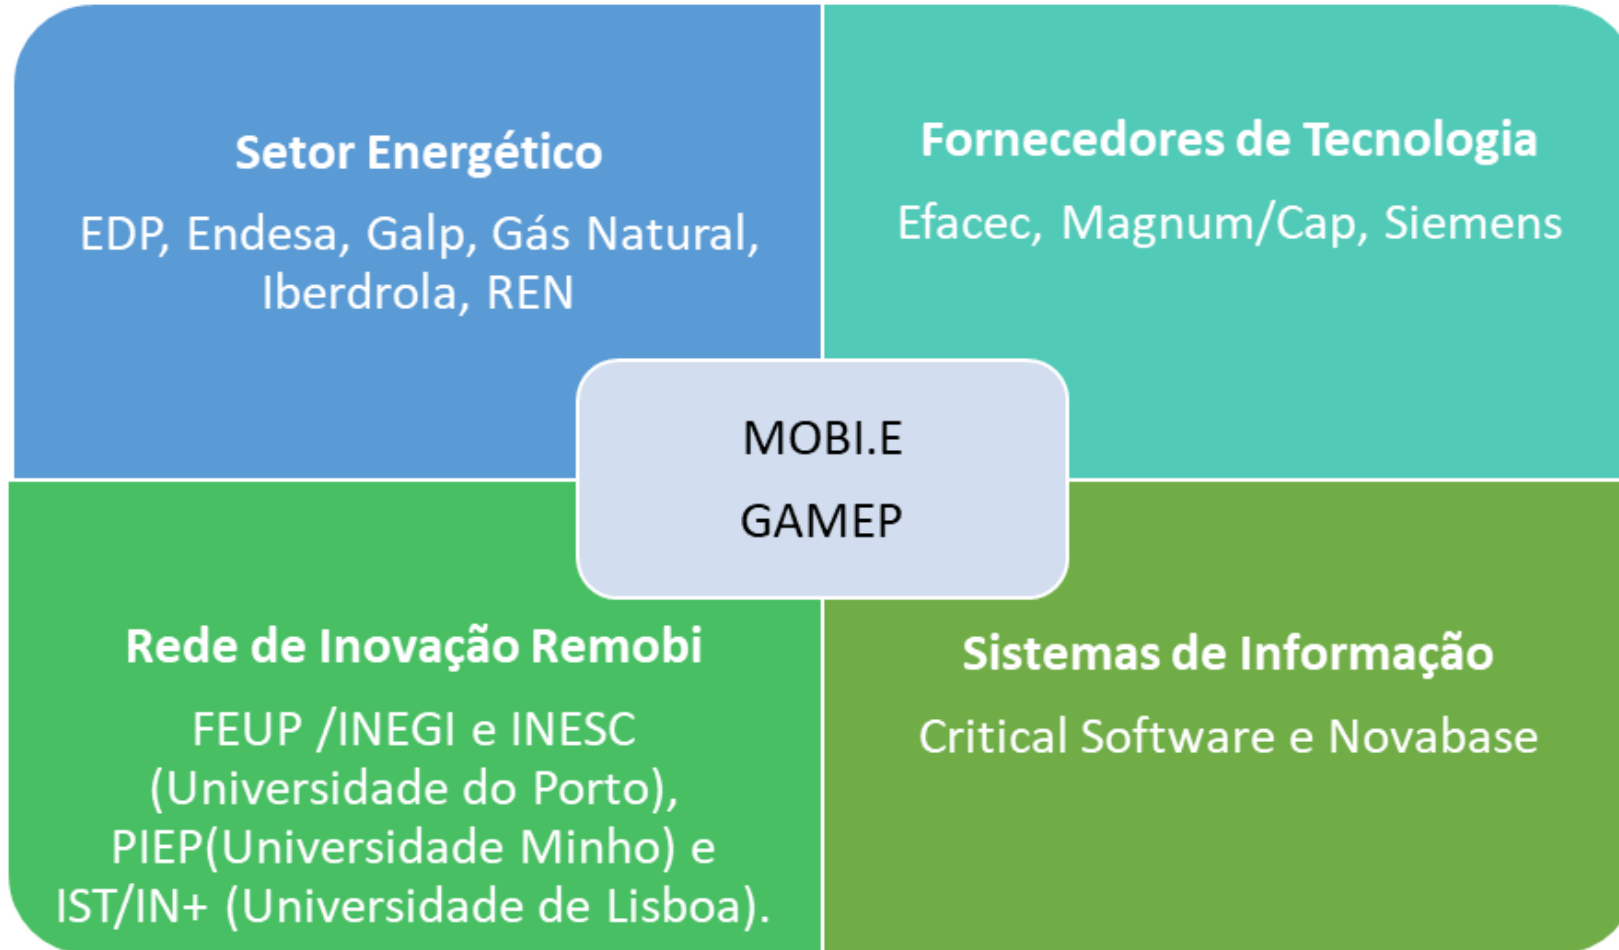 Setor Energético
EDP, Endesa, Galp, Gás Natural,
Iberdrola, REN
Fornecedores de Tecnologia
Efacec, Magnum/Cap, Siemens
MOBI.E
GAMEP
Rede de Inovação Remobi
FEUP /INEGI e INESC
(Universidade do Porto),
PIEP(Universidade Minho) e
IST/IN+ (Universidade de Lisboa).
Sistemas de Informação
Critical Software e Novabase